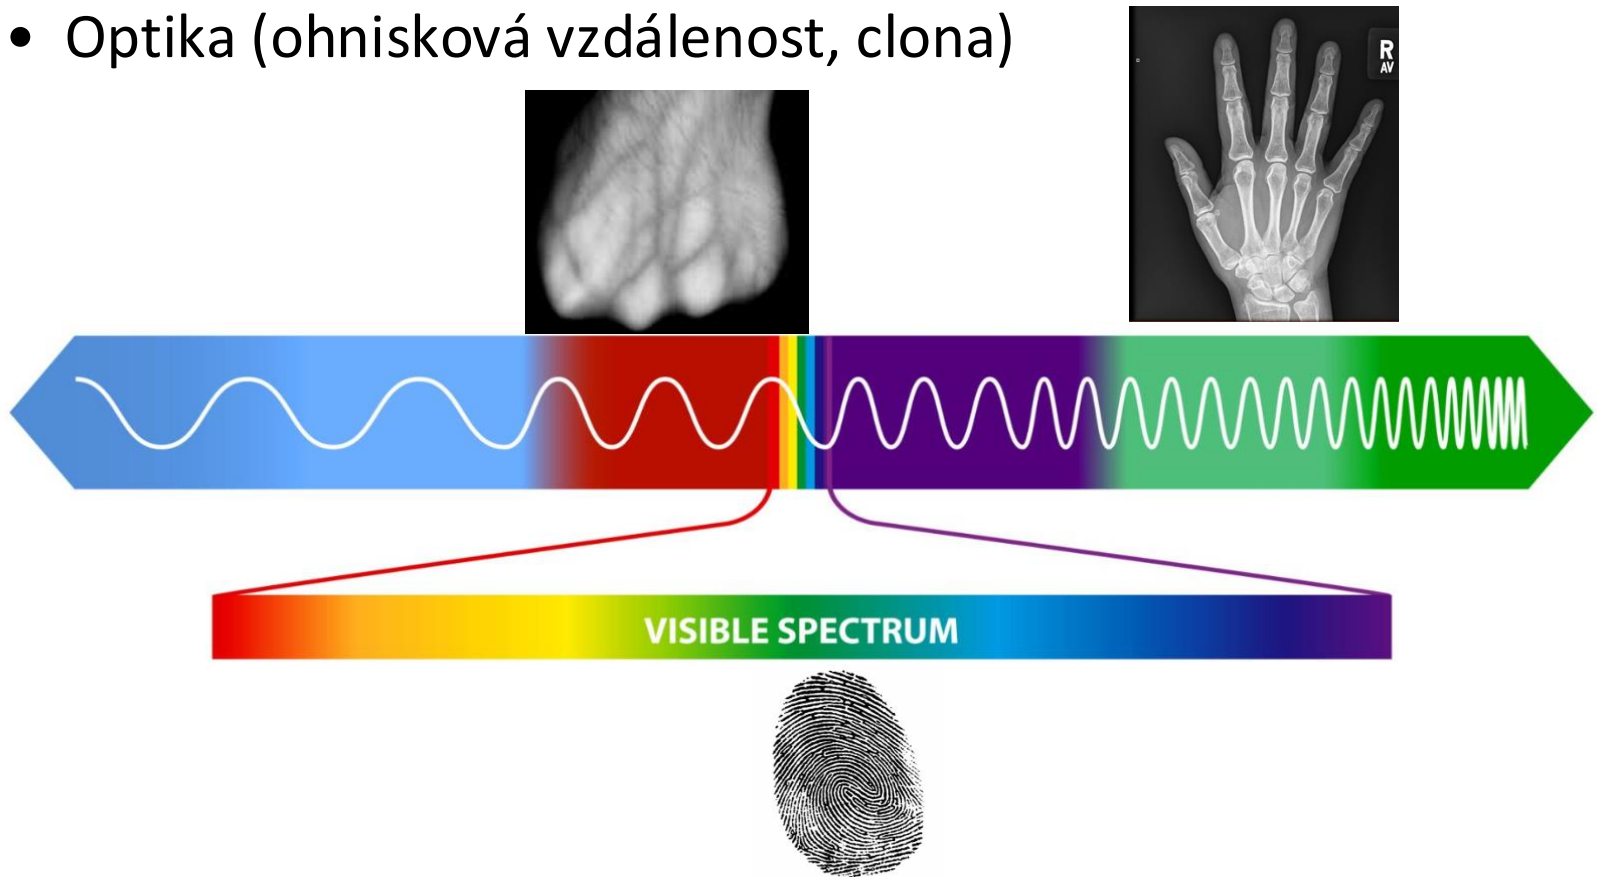 • Optika (ohnisková vzdálenost, clona)
R
AV
VISIBLE SPECTRUM